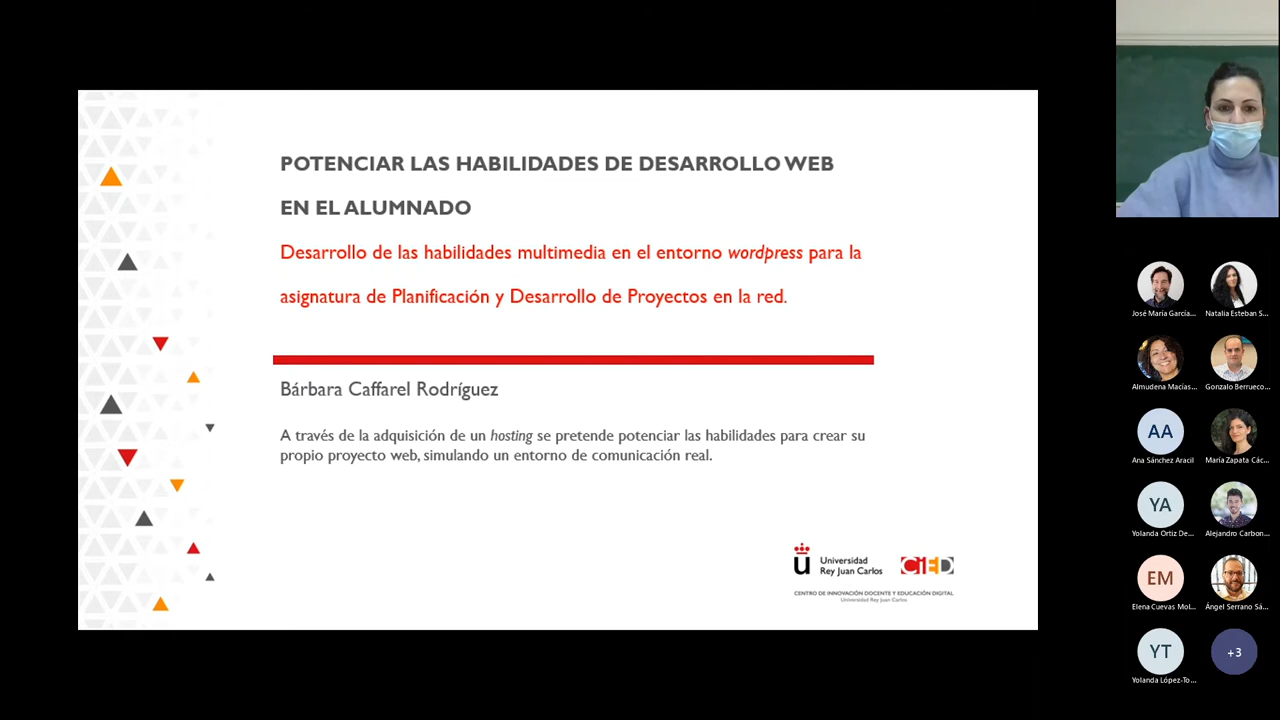 POTENCIAR LAS HABILIDADES DE DESARROLLO WEB
EN EL ALUMNADO
Desarrollo de las habilidades multimedia en el entorno wordpress para la
asignatura de Planificación y Desarrollo de Proyectos en la red.
Bárbara Caffarel Rodríguez
A través de la adquisición de un hosting se pretende potenciar las habilidades para crear su
propio proyecto web, simulando un entorno de comunicación real.
Universidad
Rey Juan Carlos
CiED
CENTRO DE INNOVACIÓN DOCENTE Y EDUCACIÓN DIGITAL
Universidad Rey Juan Carlos
José María García...
Natalia Esteban S...
Almudena Macías...
Gonzalo Berrueco...
AA
Ana Sánchez Aracil
María Zapata Các...
YA
Yolanda Ortiz De...
Alejandro Carbon...
EM
Elena Cuevas Mol...
Ángel Serrano Sá...
YT
Yolanda López-To...
+3